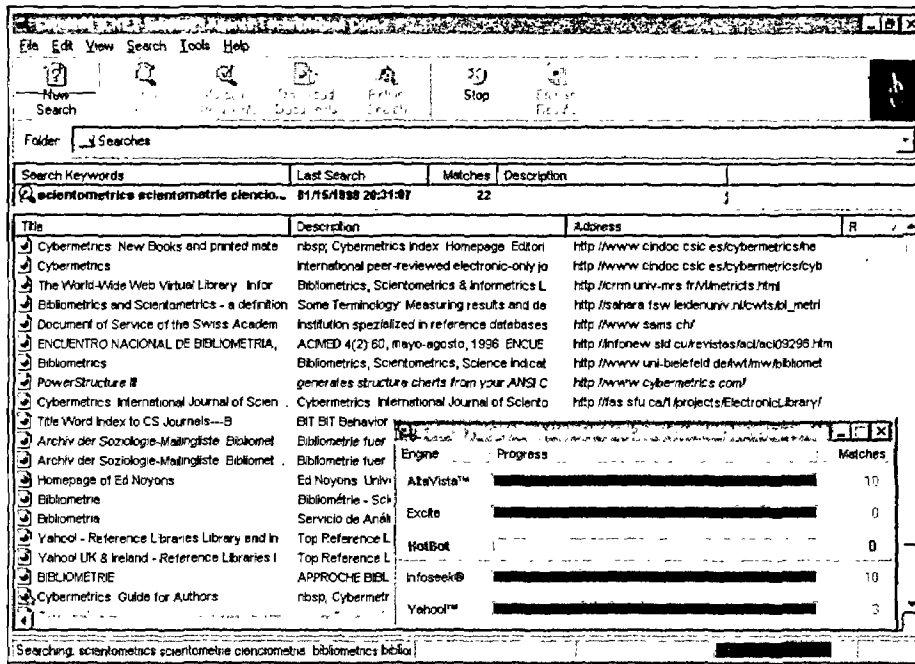 File Edit View Search Tools Help
New Search
Stop
Folder Searches
Search Keywords Last Search Matches Description
scientometrics scientometrie ciencio... 01/15/1998 20:31:07 22
Title Description Address R
Cybermetrics New Books and printed mate nbsp; Cybermetrics Index Homepage Editori http //www cindoc csic es/cybermetrics/he
Cybermetrics International peer-reviewed electronic-only jo http //www cindoc csic es/cybermetrics/cyb
The World-Wide Web Virtual Library Infor Bibliometrics, Scientometrics & Informetrics L http://crrm univ-mrs fr/vl/metricts.html
Bibliometrics and Scientometrics - a definition Some Terminology Measuring results and de http //sahara fsw leidenuniv nl/cwts/bl_metri
Document of Service of the Swiss Academ Institution spezialized in reference databases http //www sams ch/
ENCUENTRO NACIONAL DE BIBLIOMETRIA, ACIMED 4(2) 60, mayo-agosto, 1996 ENCUE http //infonew sld cu/revistas/aci/aci09296 htm
Bibliometrics Bibliometrics, Scientometrics, Science indicat http //www uni-bielefeld de/iwt/mw/bibliomet
PowerStructure II generates structure charts from your ANSI C http //www cybermetrics com/
Cybermetrics International Journal of Scien . Cybermetrics International Journal of Sciento http //fas sfu ca/1/projects/ElectronicLibrary/
Title Word Index to CS Journals---B BIT BIT Behavior
Archiv der Soziologie-Mailingliste Bibliomet Bibliometrie fuer
Archiv der Soziologie-Mailingliste Bibliomet . Bibliometrie fuer
Homepage of Ed Noyons Ed Noyons Univ
Bibliometrie Bibliométrie - Sci
Bibliometria Servicio de Análi
Yahoo! - Reference Libraries Library and In Top Reference L
Yahoo! UK & Ireland - Reference Libraries I Top Reference L
BIBLIOMETRIE APPROCHE BIBL
Cybermetrics Guide for Authors nbsp, Cybermetr
Engine Progress Matches
AltaVista™ 10
Excite 0
HotBot 0
Infoseek® 10
Yahoo!™ 3
Searching. scientometrics scientometrie cienciometria bibliometrics biblior